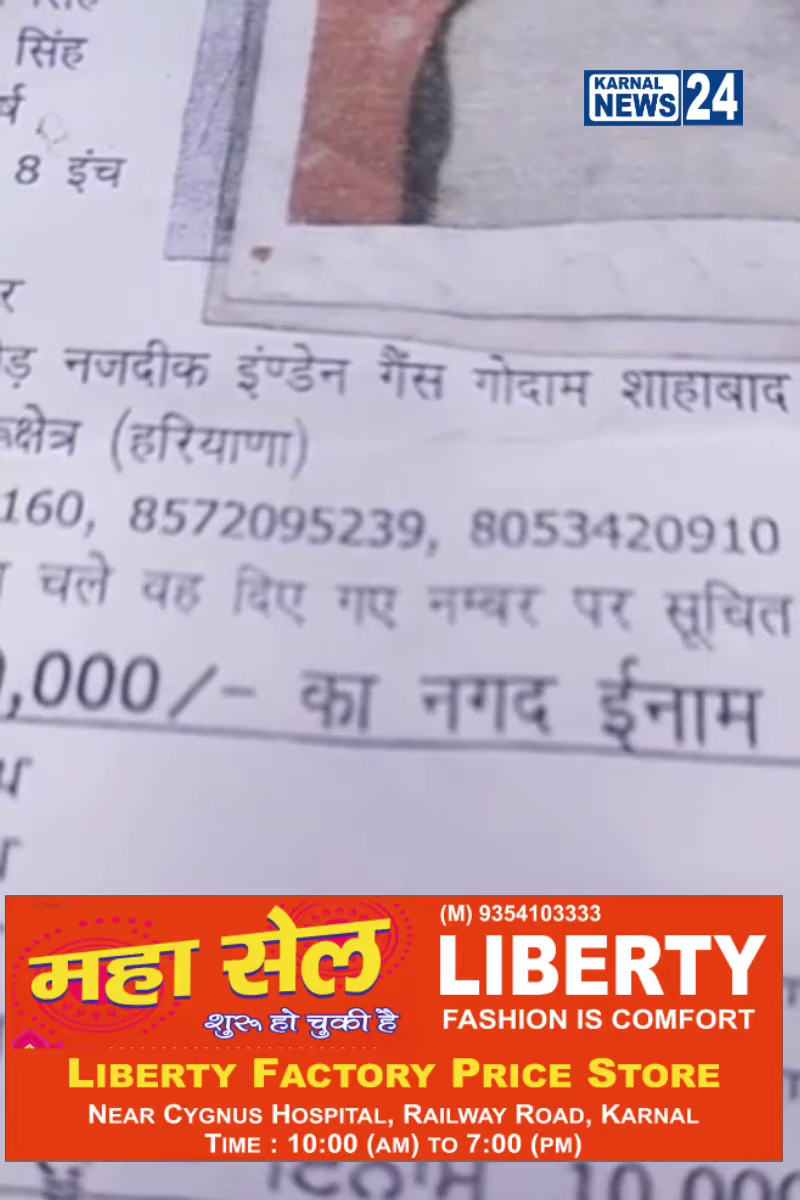 सिंह
KARNAL
NEWS 24
8 इंच
नजदीक इंण्डेन गैंस गोदाम शाहाबाद
(हरियाणा)
160, 8572095239, 8053420910
चले वह दिए गए नम्बर पर सूचित
,000/- का नगद ईनाम
महा सेल
शुरू हो चुकी है
(M) 9354103333
LIBERTY
FASHION IS COMFORT
LIBERTY FACTORY PRICE STORE
NEAR CYGNUS HOSPITAL, RAILWAY ROAD, KARNAL
TIME : 10:00 (AM) TO 7:00 (PM)